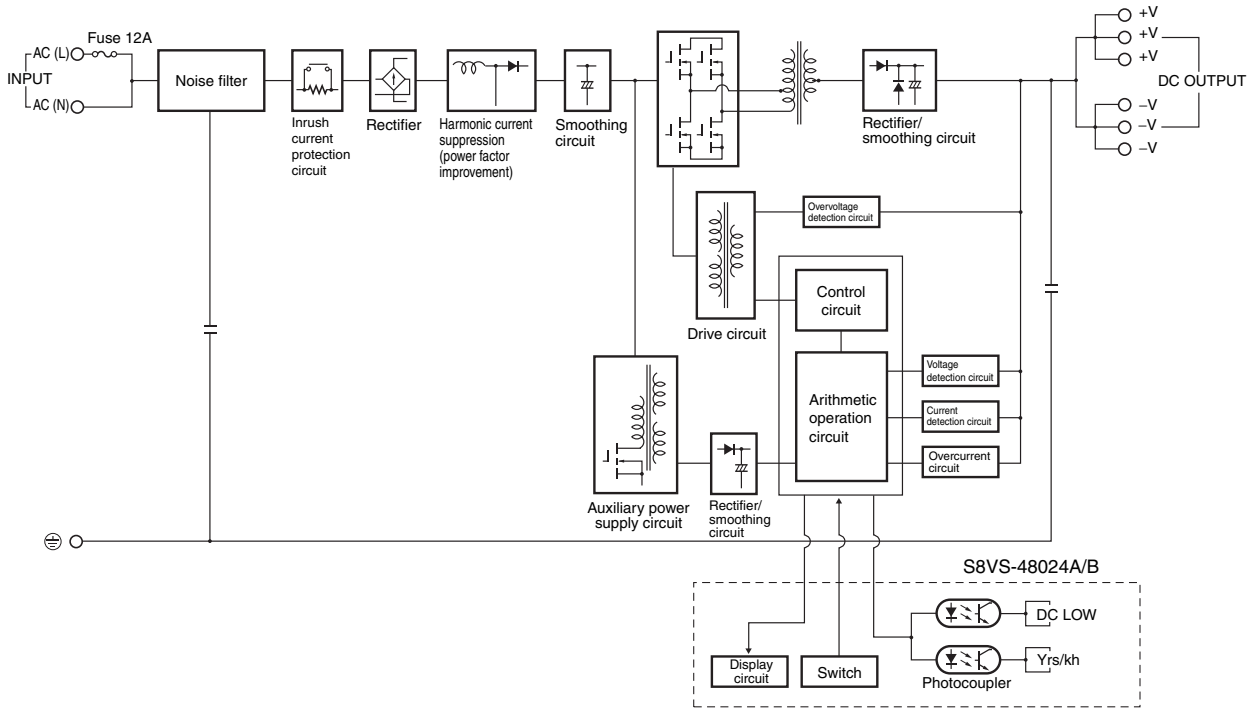 Fuse 12A
AC (L)
INPUT
AC (N)
Noise filter
Inrush
current
protection
circuit
Rectifier
Harmonic current
suppression
(power factor
improvement)
Smoothing
circuit
Rectifier/
smoothing circuit
+V
+V
+V
DC OUTPUT
–V
–V
–V
Overvoltage
detection circuit
Drive circuit
Control
circuit
Arithmetic
operation
circuit
Voltage
detection circuit
Current
detection circuit
Overcurrent
circuit
Auxiliary power
supply circuit
Rectifier/
smoothing
circuit
S8VS-48024A/B
Display
circuit
Switch
Photocoupler
DC LOW
Yrs/kh